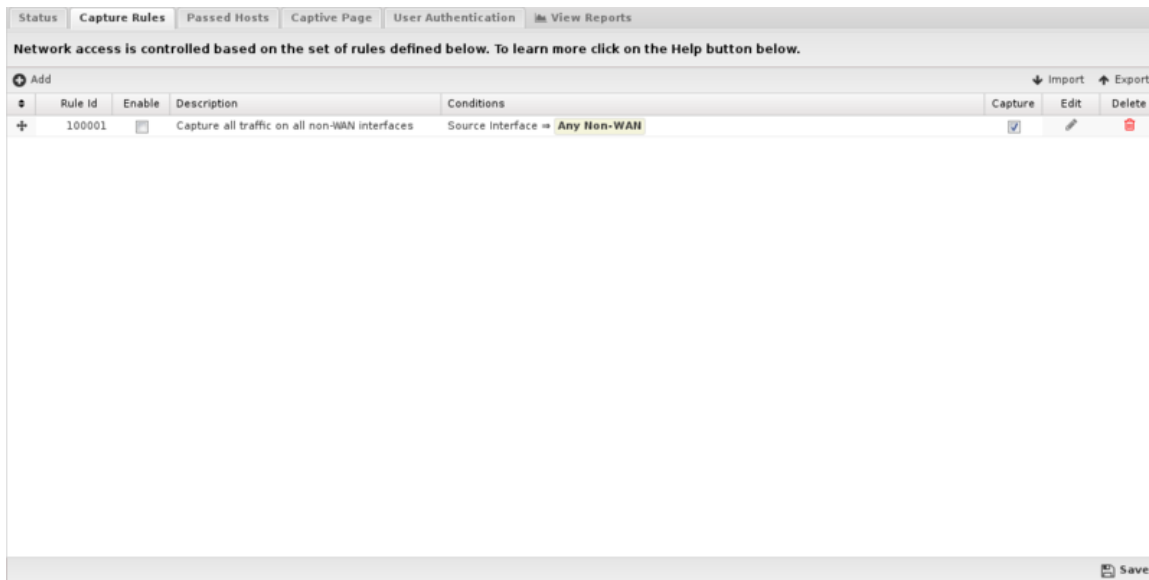 Status Capture Rules Passed Hosts Captive Page User Authentication View Reports
Network access is controlled based on the set of rules defined below. To learn more click on the Help button below.
Add Import Export
Rule Id Enable Description Conditions Capture Edit Delete
100001 Capture all traffic on all non-WAN interfaces Source Interface ⇒ Any Non-WAN
Save